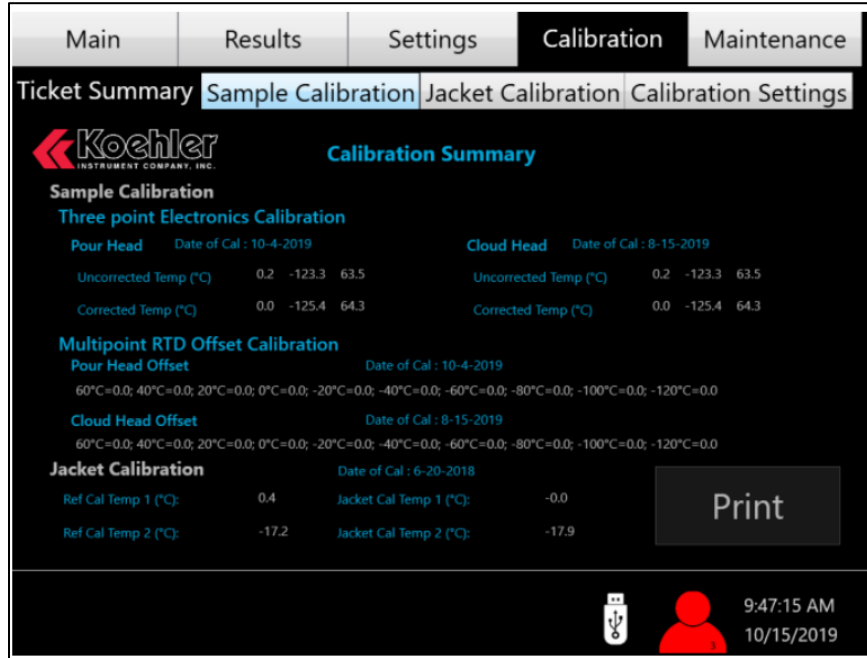 Main Results Settings Calibration Maintenance
Ticket Summary Sample Calibration Jacket Calibration Calibration Settings
Koehler
INSTRUMENT COMPANY, INC.
Calibration Summary
Sample Calibration
Three point Electronics Calibration
Pour Head Date of Cal : 10-4-2019 Cloud Head Date of Cal : 8-15-2019
Uncorrected Temp (°C) 0.2 -123.3 63.5 Uncorrected Temp (°C) 0.2 -123.3 63.5
Corrected Temp (°C) 0.0 -125.4 64.3 Corrected Temp (°C) 0.0 -125.4 64.3
Multipoint RTD Offset Calibration
Pour Head Offset Date of Cal : 10-4-2019
60°C=0.0; 40°C=0.0; 20°C=0.0; 0°C=0.0; -20°C=0.0; -40°C=0.0; -60°C=0.0; -80°C=0.0; -100°C=0.0; -120°C=0.0
Cloud Head Offset Date of Cal : 8-15-2019
60°C=0.0; 40°C=0.0; 20°C=0.0; 0°C=0.0; -20°C=0.0; -40°C=0.0; -60°C=0.0; -80°C=0.0; -100°C=0.0; -120°C=0.0
Jacket Calibration Date of Cal : 6-20-2018
Ref Cal Temp 1 (°C): 0.4 Jacket Cal Temp 1 (°C): -0.0
Print
Ref Cal Temp 2 (°C): -17.2 Jacket Cal Temp 2 (°C): -17.9
9:47:15 AM
3 10/15/2019